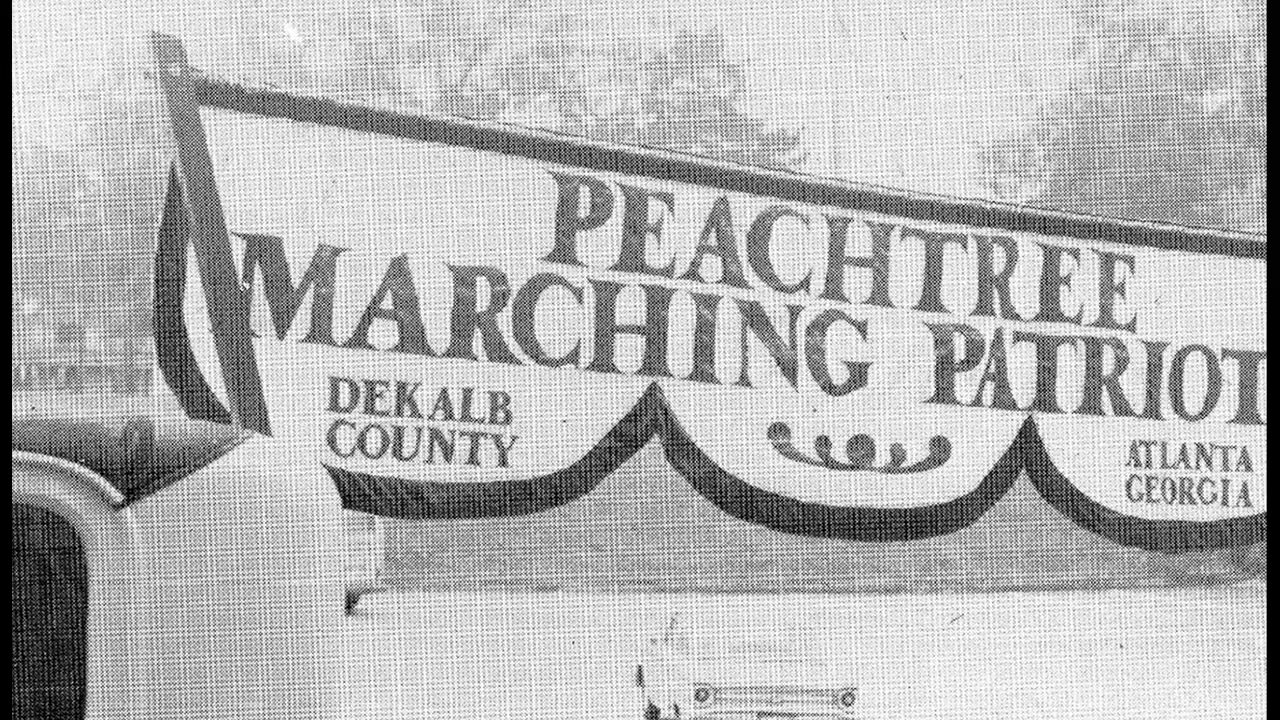 PEACHTREE
MARCHING PATRIOT
DEKALB
COUNTY
ATLANTA
GEORGIA